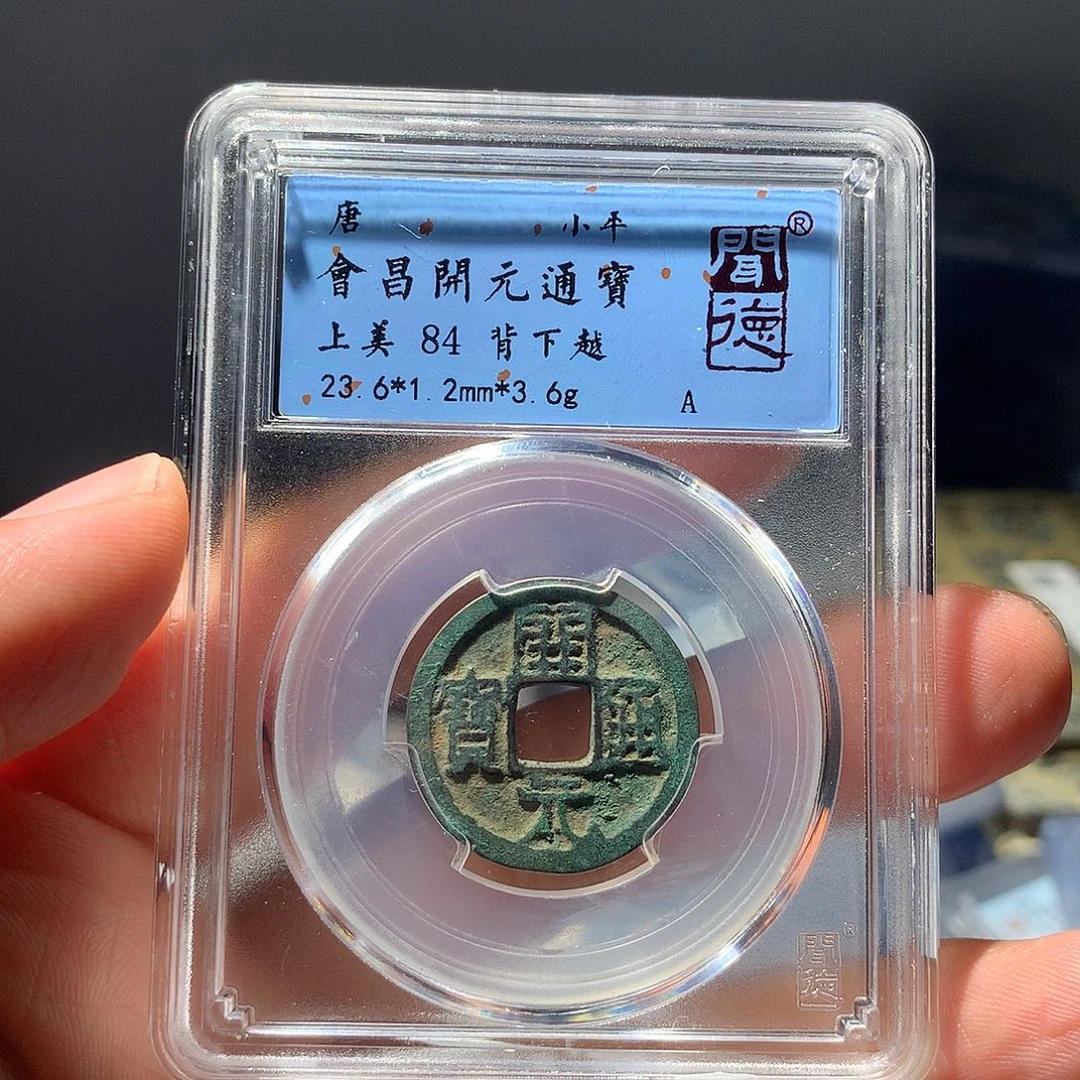 唐 小平
會昌開元通寶
上美 84 背下越
23.6*1.2mm*3.6g A
聞德®
開元通寶
聞德®